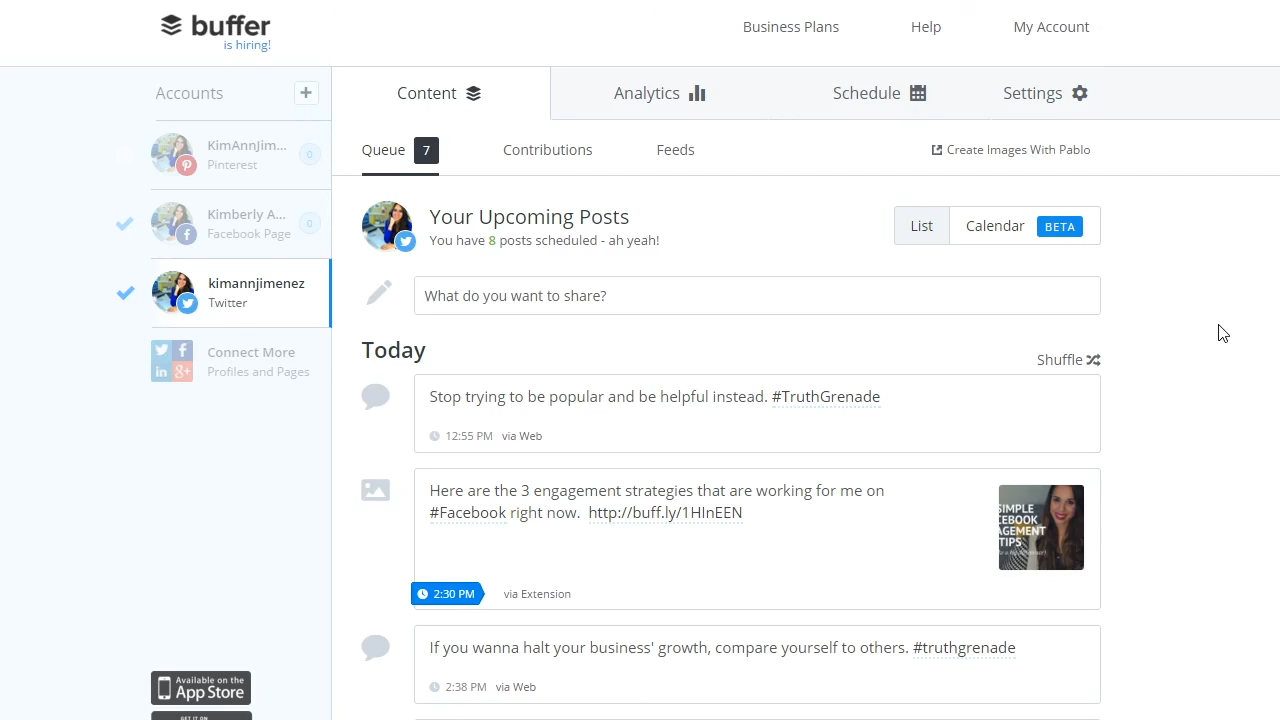 buffer
is hiring!
Business Plans
Help
My Account
Accounts
+
KimAnnJim...
Pinterest
0
Kimberly A...
Facebook Page
0
kimannjimenez
Twitter
Connect More
Profiles and Pages
Available on the
App Store
GET IT ON
Content
Analytics
Schedule
Settings
Queue 7
Contributions
Feeds
Create Images With Pablo
Your Upcoming Posts
You have 8 posts scheduled - ah yeah!
List
Calendar BETA
What do you want to share?
Today
Shuffle
Stop trying to be popular and be helpful instead. #TruthGrenade
12:55 PM via Web
Here are the 3 engagement strategies that are working for me on
#Facebook right now. http://buff.ly/1HInEEN
SIMPLE
TIPS
2:30 PM via Extension
If you wanna halt your business' growth, compare yourself to others. #truthgrenade
2:38 PM via Web